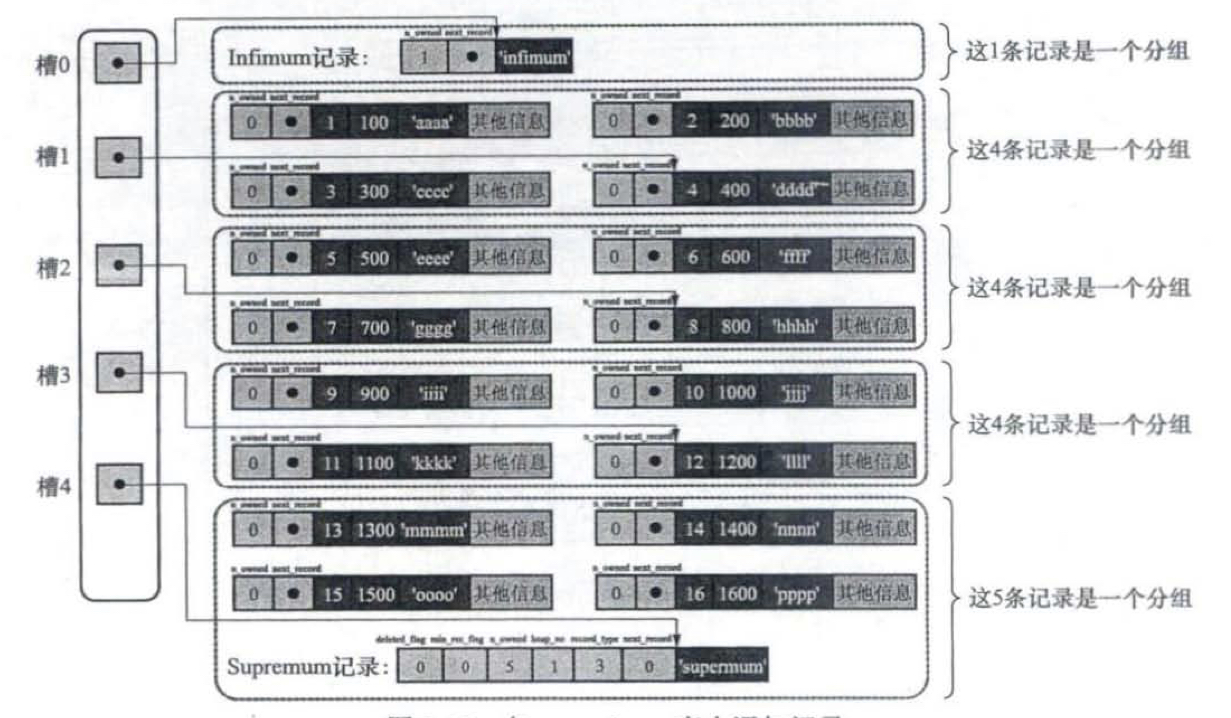 n_owned next_record
槽0
Infimum记录: 1 'infimum'
这1条记录是一个分组
n_owned next_record n_owned next_record
0 1 100 'aaaa' 其他信息 0 2 200 'bbbb' 其他信息
槽1
这4条记录是一个分组
n_owned next_record n_owned next_record
0 3 300 'cccc' 其他信息 0 4 400 'dddd' 其他信息
n_owned next_record n_owned next_record
0 5 500 'eeee' 其他信息 0 6 600 'ffff' 其他信息
槽2
这4条记录是一个分组
n_owned next_record n_owned next_record
0 7 700 'gggg' 其他信息 0 8 800 'hhhh' 其他信息
n_owned next_record n_owned next_record
槽3
0 9 900 'iiii' 其他信息 0 10 1000 'jjjj' 其他信息
这4条记录是一个分组
n_owned next_record n_owned next_record
0 11 1100 'kkkk' 其他信息 0 12 1200 'llll' 其他信息
槽4
n_owned next_record n_owned next_record
0 13 1300 'mmmm' 其他信息 0 14 1400 'nnnn' 其他信息
n_owned next_record n_owned next_record
0 15 1500 'oooo' 其他信息 0 16 1600 'pppp' 其他信息
这5条记录是一个分组
deleted_flag min_rec_flag n_owned heap_no record_type next_record
Supremum记录: 0 0 5 1 3 0 'supermum'